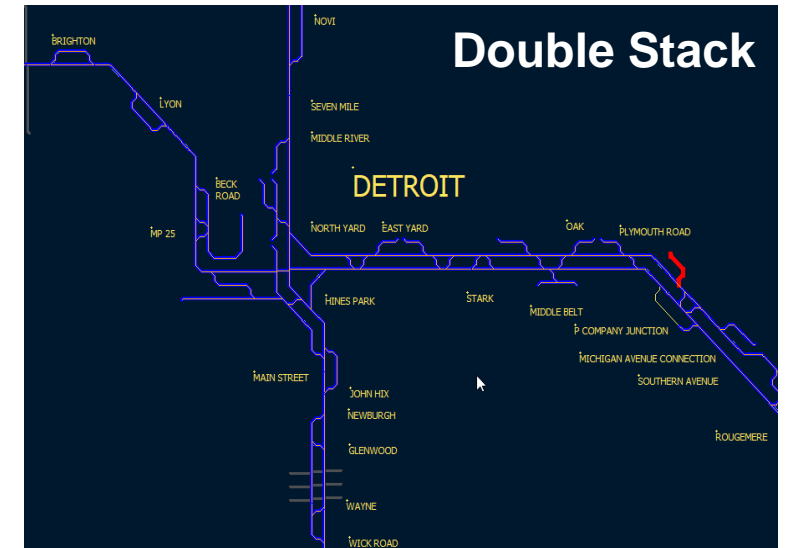 NOVI
Double Stack
BRIGHTON
LYON
SEVEN MILE
MIDDLE RIVER
DETROIT
BECK
ROAD
MP 25
NORTH YARD
EAST YARD
OAK
PLYMOUTH ROAD
HINES PARK
STARK
MIDDLE BELT
P COMPANY JUNCTION
MICHIGAN AVENUE CONNECTION
MAIN STREET
SOUTHERN AVENUE
JOHN HIX
NEWBURGH
ROUGEMERE
GLENWOOD
WAYNE
WICK ROAD